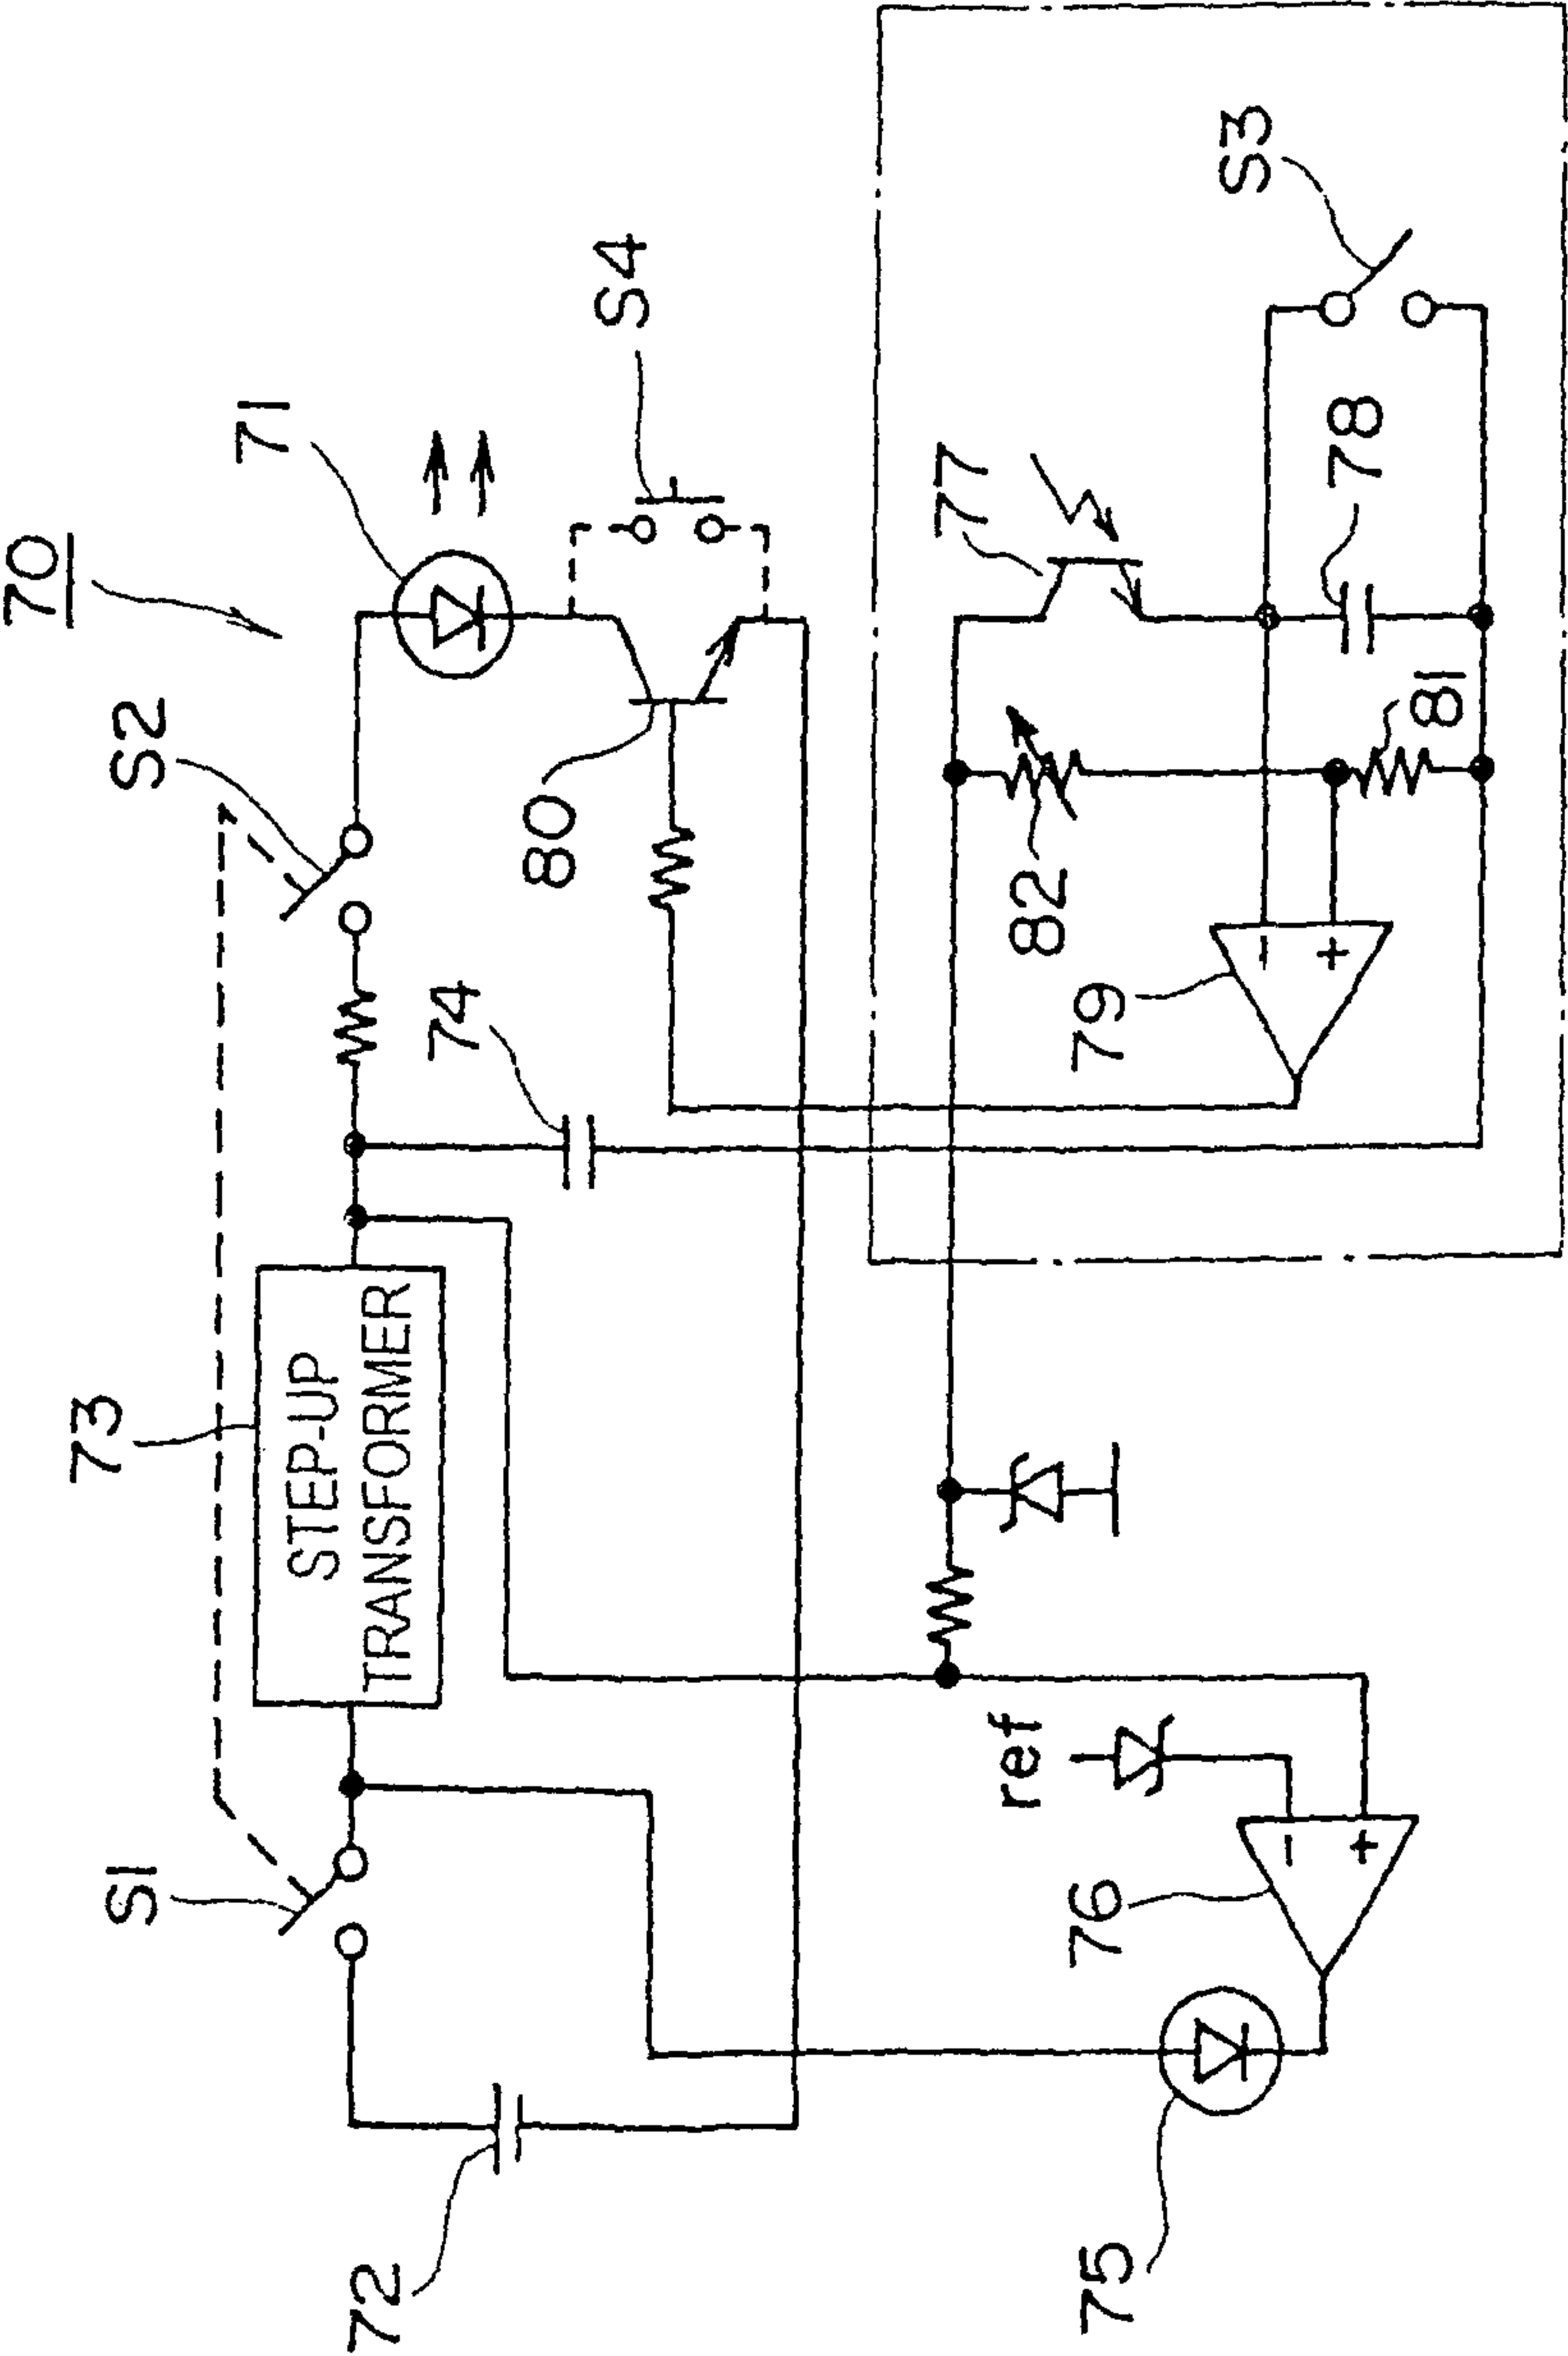 70
S1
S2
S4
71
72
73
STEP-UP
TRANSFORMER
74
80
75
76
ref
77
78
79
81
82
S3
+
-
+
-